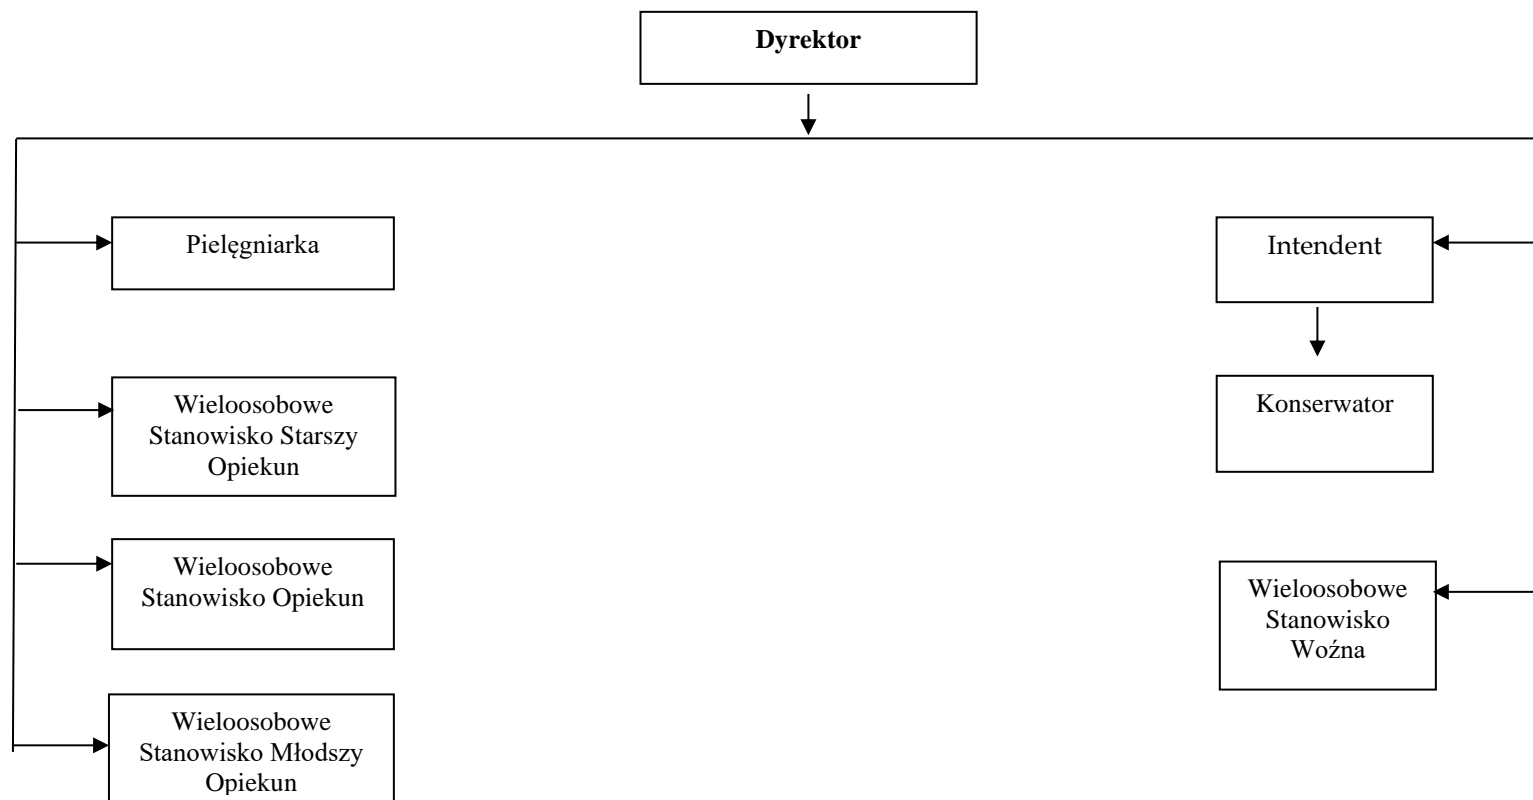 Dyrektor
Pielęgniarka
Intendent
Wieloosobowe
Stanowisko Starszy
Opiekun
Konserwator
Wieloosobowe
Stanowisko Opiekun
Wieloosobowe
Stanowisko
Woźna
Wieloosobowe
Stanowisko Młodszy
Opiekun